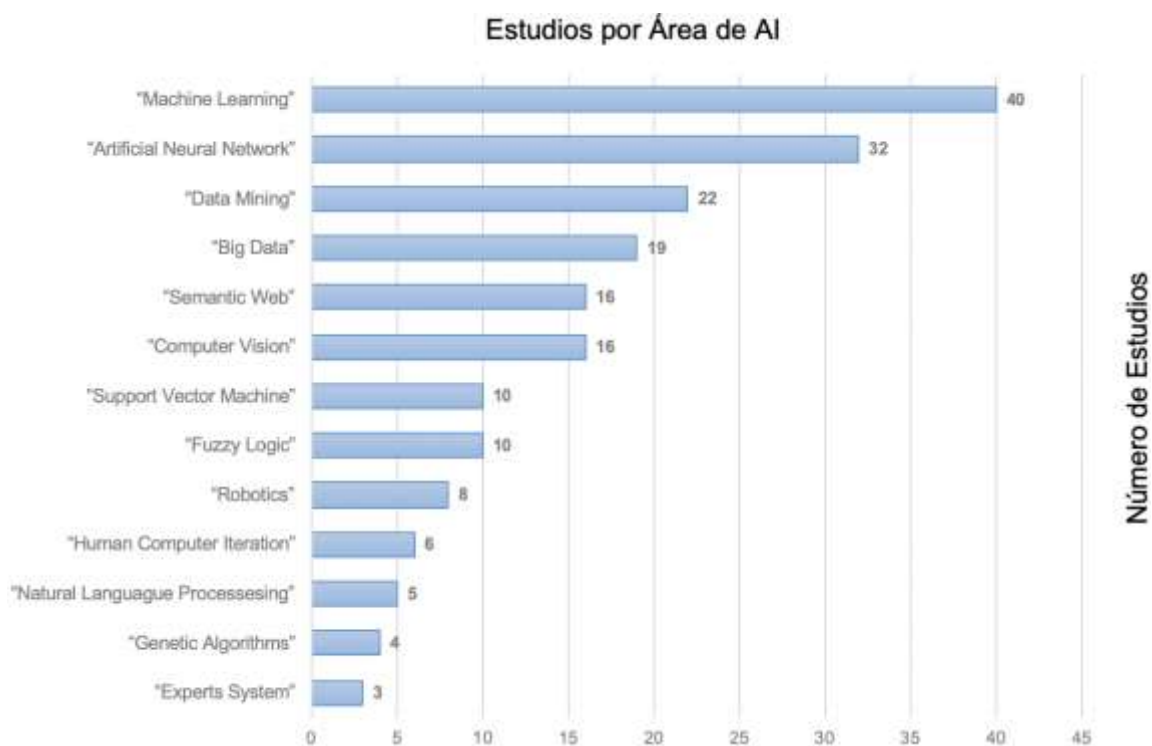 Estudios por Área de AI
"Machine Learning" 40
"Artificial Neural Network" 32
"Data Mining" 22
"Big Data" 19
"Semantic Web" 16
"Computer Vision" 16
"Support Vector Machine" 10
"Fuzzy Logic" 10
"Robotics" 8
"Human Computer Iteration" 6
"Natural Languague Processesing" 5
"Genetic Algorithms" 4
"Experts System" 3
0 5 10 15 20 25 30 35 40 45
Número de Estudios